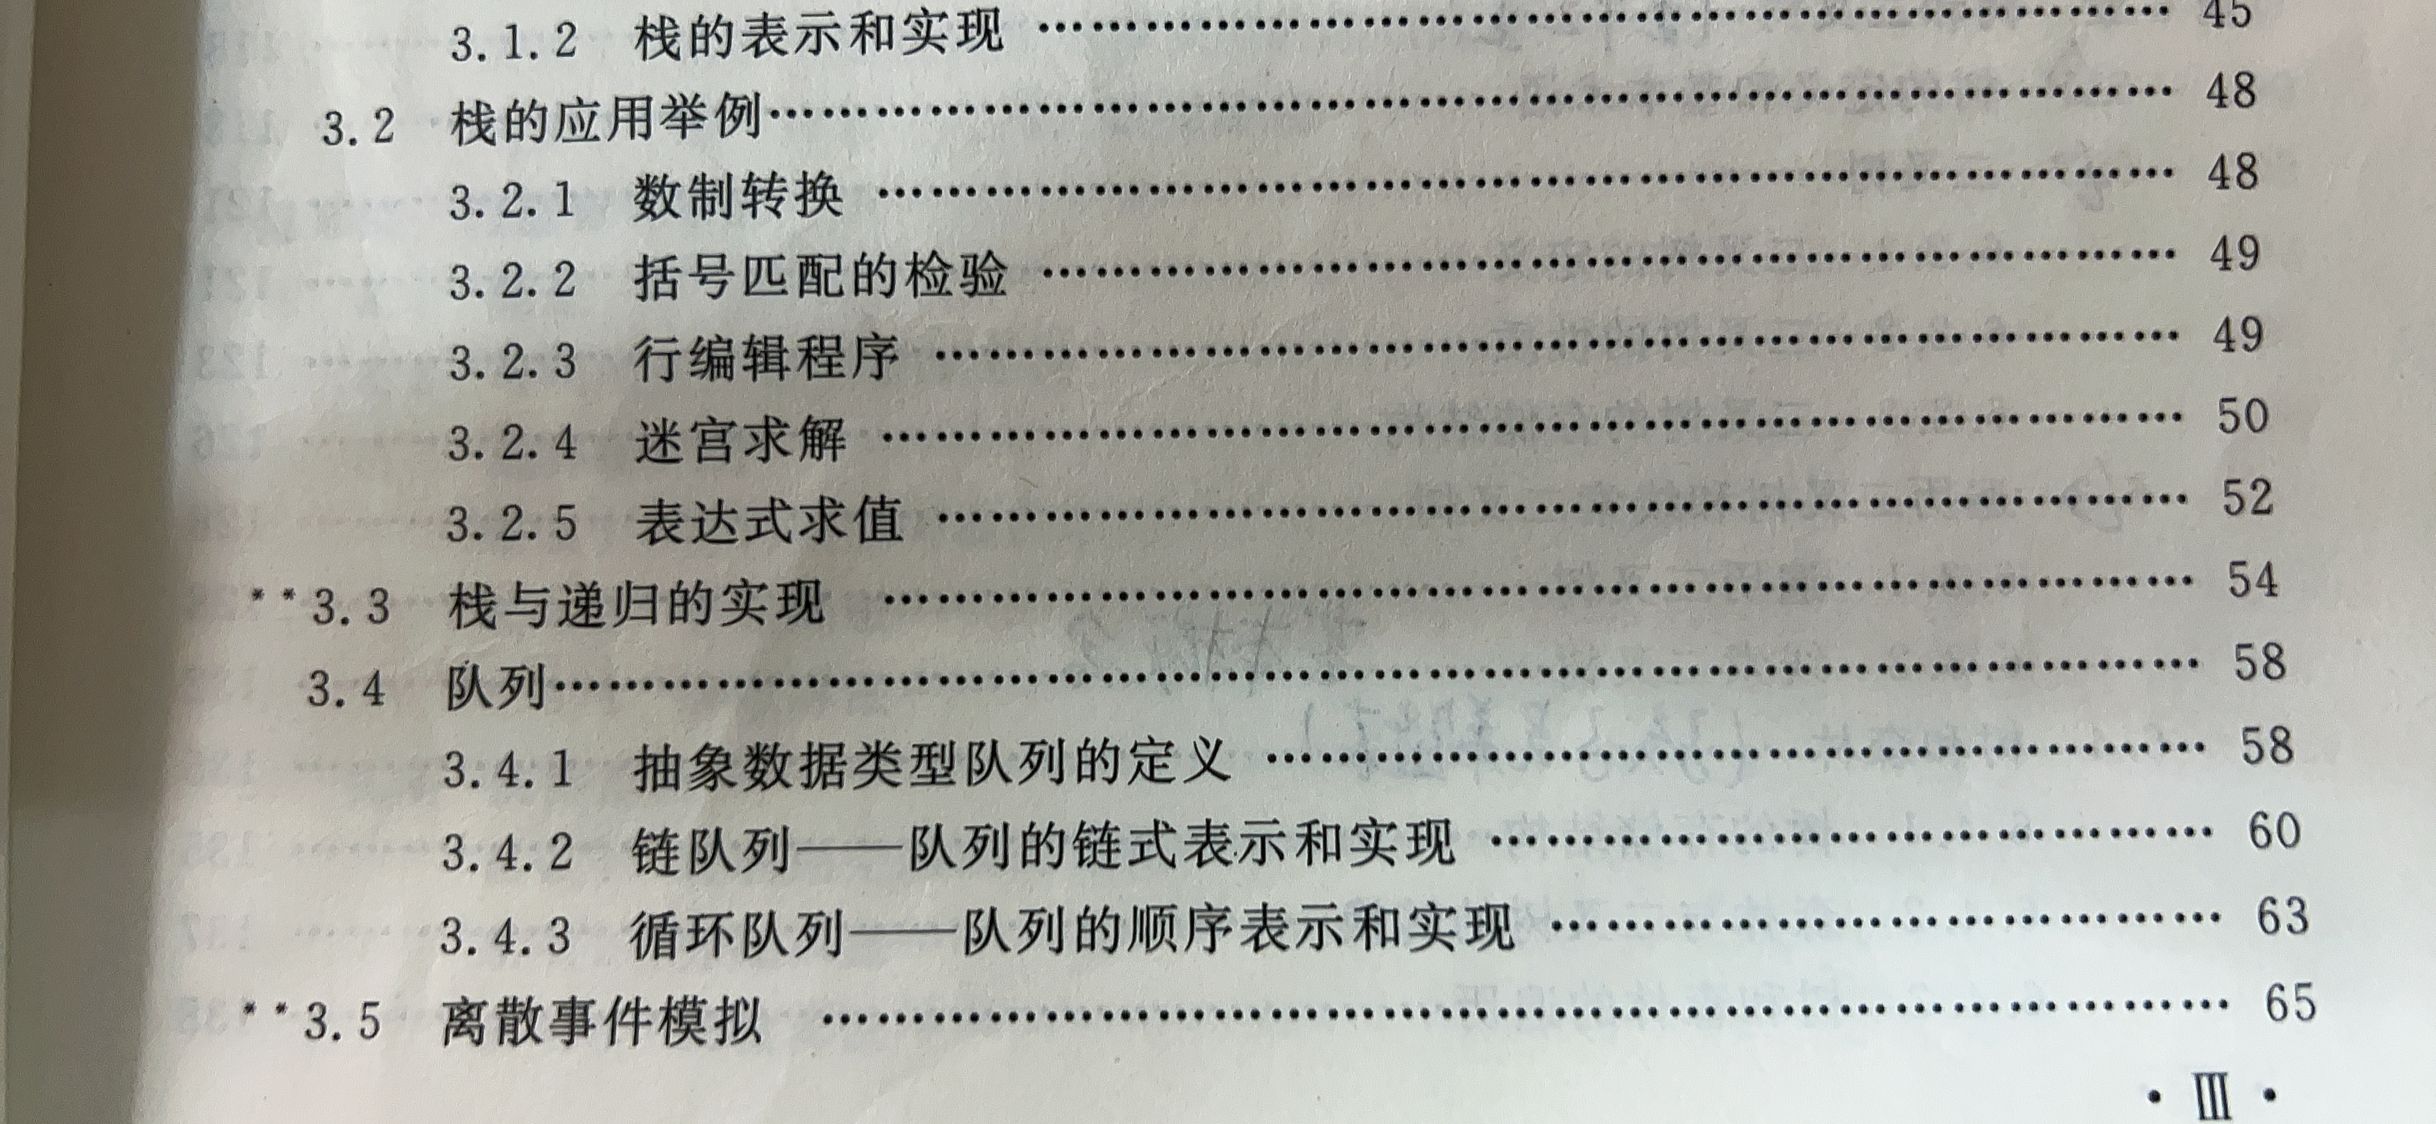 3.1.2 栈的表示和实现 …………………………………………………… 45
3.2 栈的应用举例…………………………………………………………………… 48
3.2.1 数制转换 …………………………………………………………… 48
3.2.2 括号匹配的检验 …………………………………………………… 49
3.2.3 行编辑程序 ………………………………………………………… 49
3.2.4 迷宫求解 …………………………………………………………… 50
3.2.5 表达式求值 ………………………………………………………… 52
**3.3 栈与递归的实现 ………………………………………………………………… 54
3.4 队列……………………………………………………………………………… 58
3.4.1 抽象数据类型队列的定义 ………………………………………… 58
3.4.2 链队列——队列的链式表示和实现 ……………………………… 60
3.4.3 循环队列——队列的顺序表示和实现 …………………………… 63
**3.5 离散事件模拟 …………………………………………………………………… 65
· Ⅲ ·